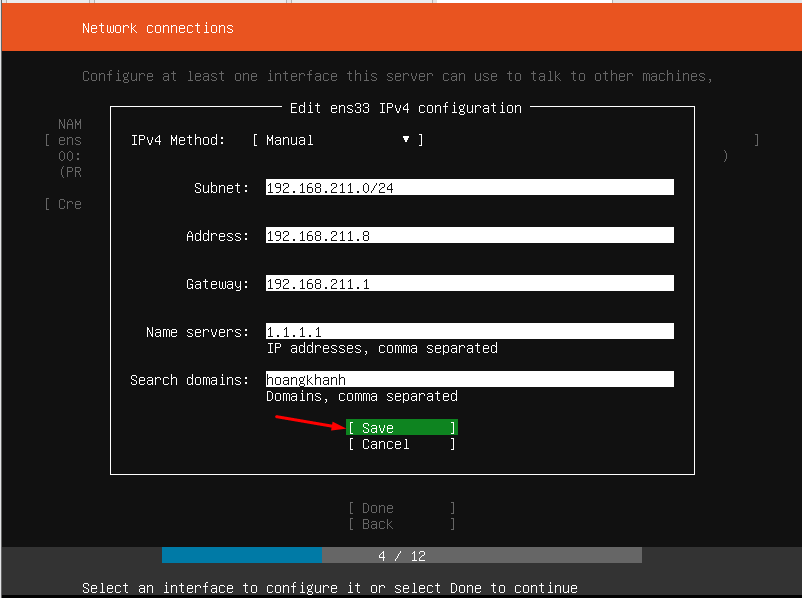 Network connections
Configure at least one interface this server can use to talk to other machines,
Edit ens33 IPv4 configuration
NAM
[ ens ]
IPv4 Method: [ Manual ▼ ]
00: )
(PR
Subnet: 192.168.211.0/24
[ Cre
Address: 192.168.211.8
Gateway: 192.168.211.1
Name servers: 1.1.1.1
IP addresses, comma separated
Search domains: hoangkhanh
Domains, comma separated
[ Save ]
[ Cancel ]
[ Done ]
[ Back ]
4 / 12
Select an interface to configure it or select Done to continue